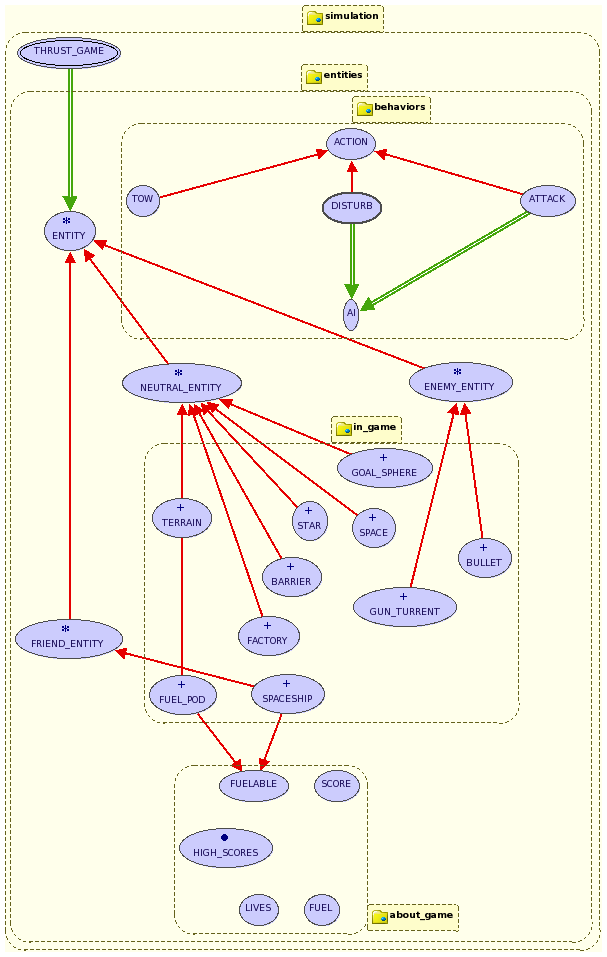 simulation
THRUST_GAME
entities
behaviors
ACTION
TOW
DISTURB
ATTACK
*
ENTITY
AI
*
NEUTRAL_ENTITY
*
ENEMY_ENTITY
in_game
+
GOAL_SPHERE
+
TERRAIN
+
STAR
+
SPACE
+
BULLET
+
BARRIER
+
GUN_TURRENT
+
FACTORY
*
FRIEND_ENTITY
+
FUEL_POD
+
SPACESHIP
FUELABLE
SCORE
●
HIGH_SCORES
LIVES
FUEL
about_game